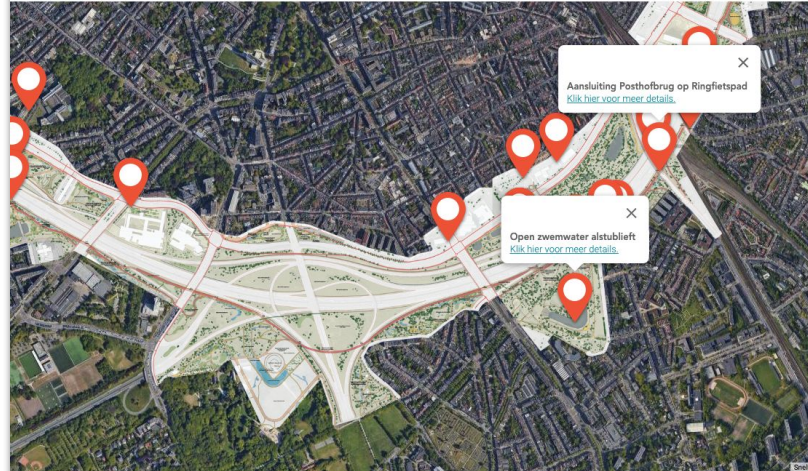 Aansluiting Posthofbrug op Ringfietspad
Klik hier voor meer details.
Open zwemwater alstublieft
Klik hier voor meer details.